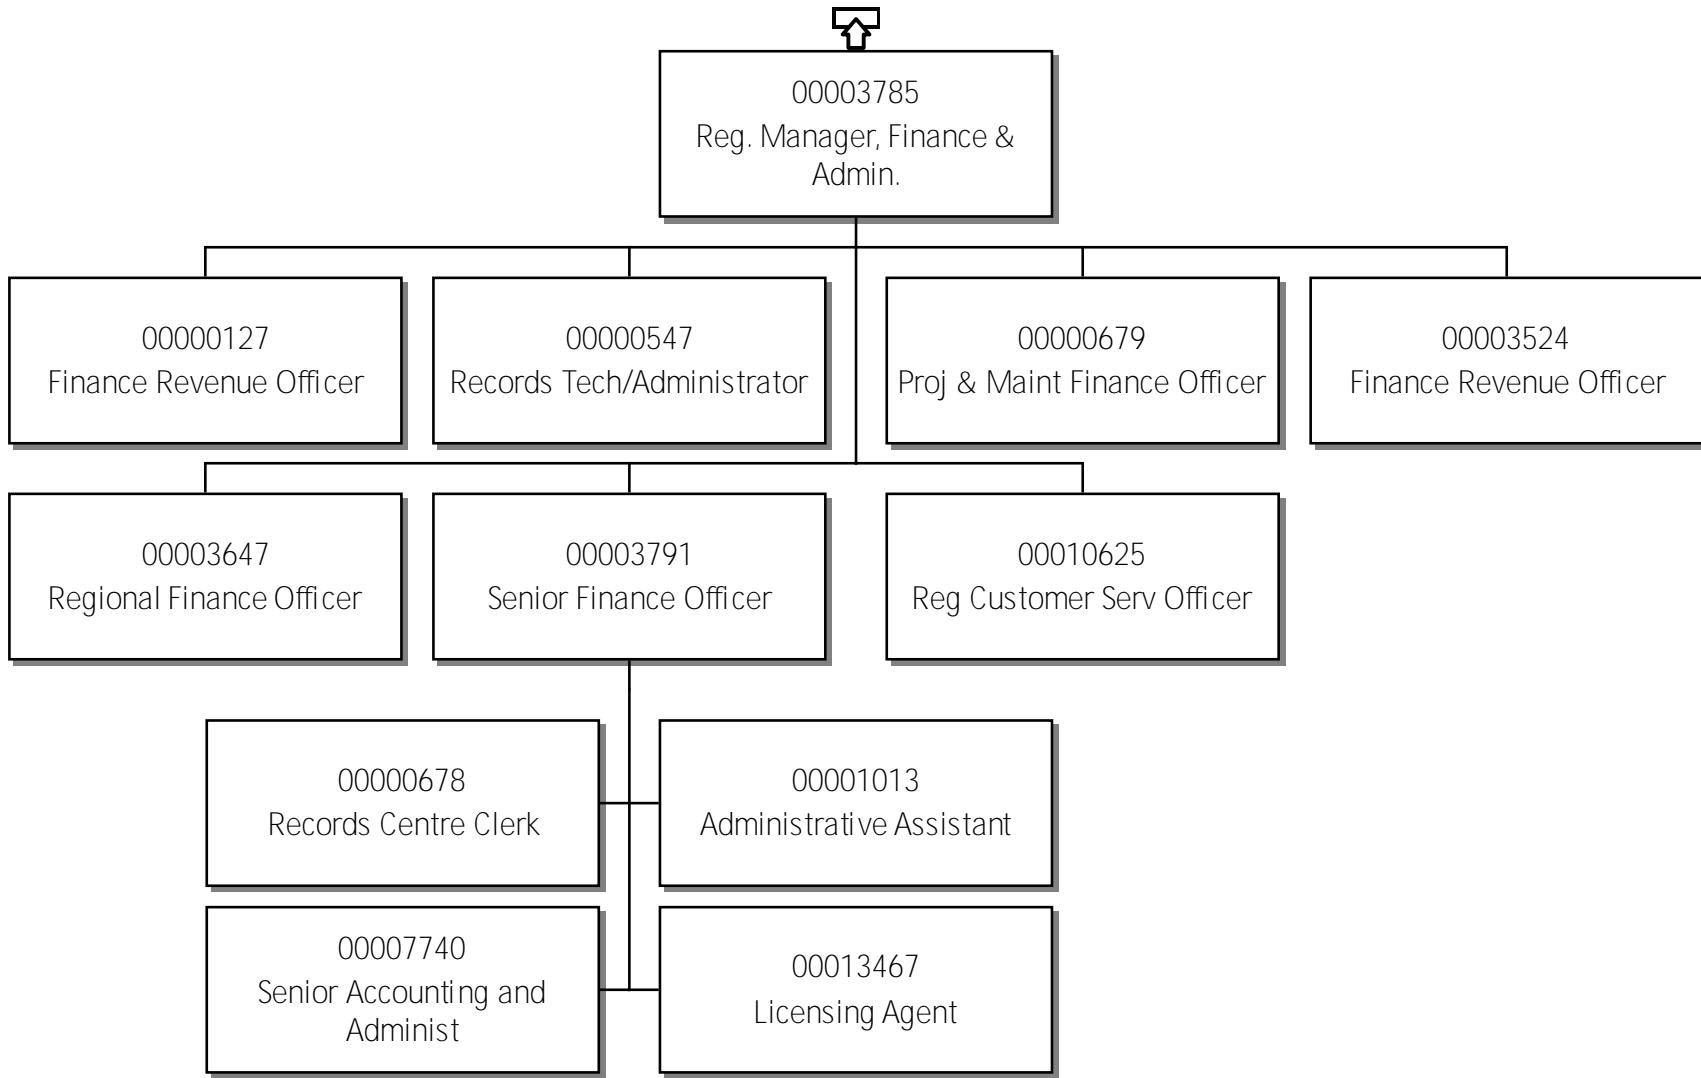 00003785
Reg. Manager, Finance &
Admin.
00000127
Finance Revenue Officer
00000547
Records Tech/Administrator
00000679
Proj & Maint Finance Officer
00003524
Finance Revenue Officer
00003647
Regional Finance Officer
00003791
Senior Finance Officer
00010625
Reg Customer Serv Officer
00000678
Records Centre Clerk
00001013
Administrative Assistant
00007740
Senior Accounting and
Administ
00013467
Licensing Agent